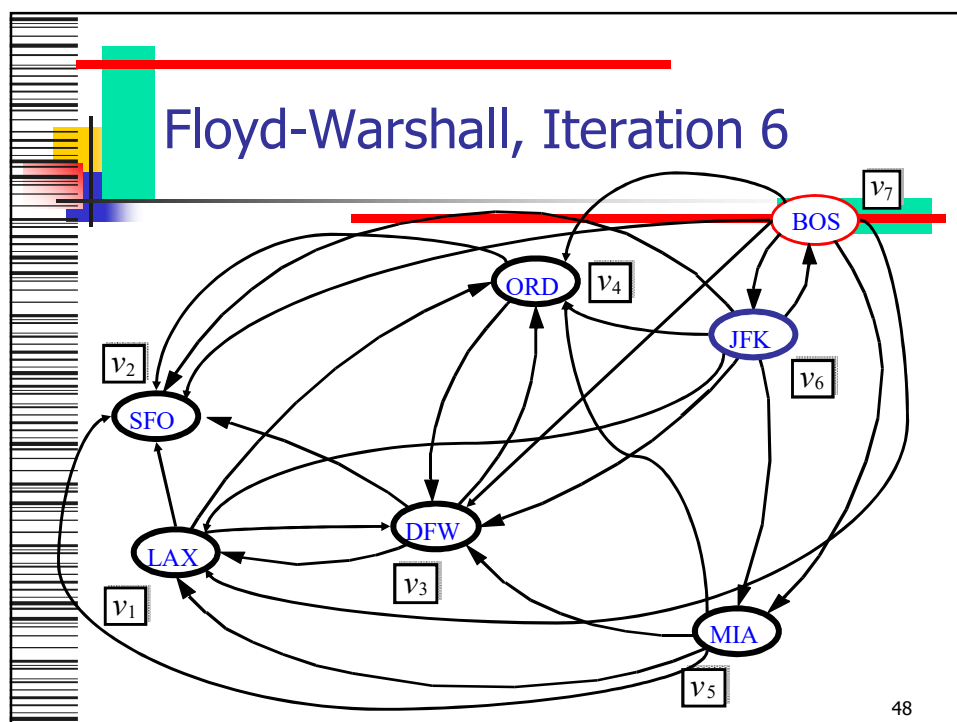 Floyd-Warshall, Iteration 6
v7
BOS
ORD
v4
JFK
v2
v6
SFO
DFW
LAX
v3
v1
MIA
v5
48